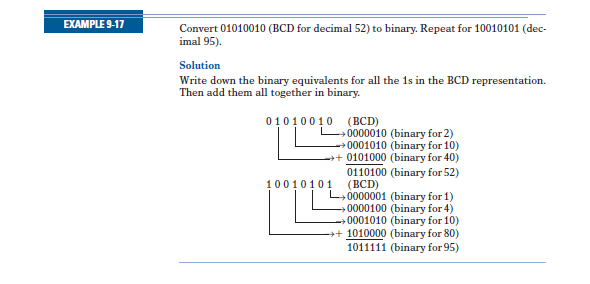 EXAMPLE 9-17
Convert 01010010 (BCD for decimal 52) to binary. Repeat for 10010101 (dec-
imal 95).
Solution
Write down the binary equivalents for all the 1s in the BCD representation.
Then add them all together in binary.
0 1 0 1 0 0 1 0 (BCD)
0000010 (binary for 2)
0001010 (binary for 10)
+ 0101000 (binary for 40)
0110100 (binary for 52)
1 0 0 1 0 1 0 1 (BCD)
0000001 (binary for 1)
0000100 (binary for 4)
0001010 (binary for 10)
+ 1010000 (binary for 80)
1011111 (binary for 95)